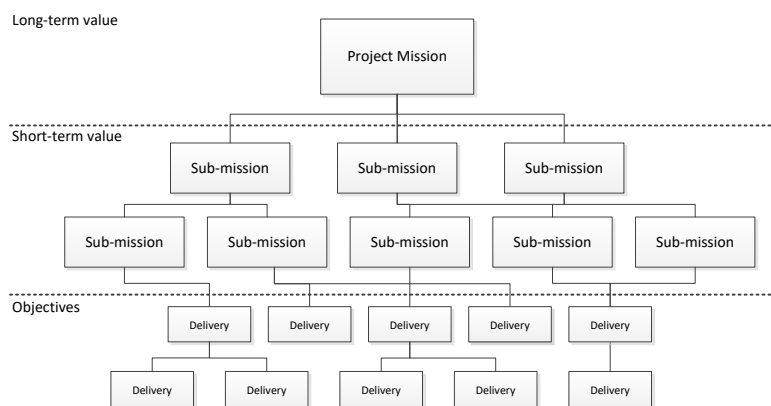 Long-term value
Project Mission
Short-term value
Sub-mission
Sub-mission
Sub-mission
Sub-mission
Sub-mission
Sub-mission
Sub-mission
Sub-mission
Objectives
Delivery
Delivery
Delivery
Delivery
Delivery
Delivery
Delivery
Delivery
Delivery
Delivery